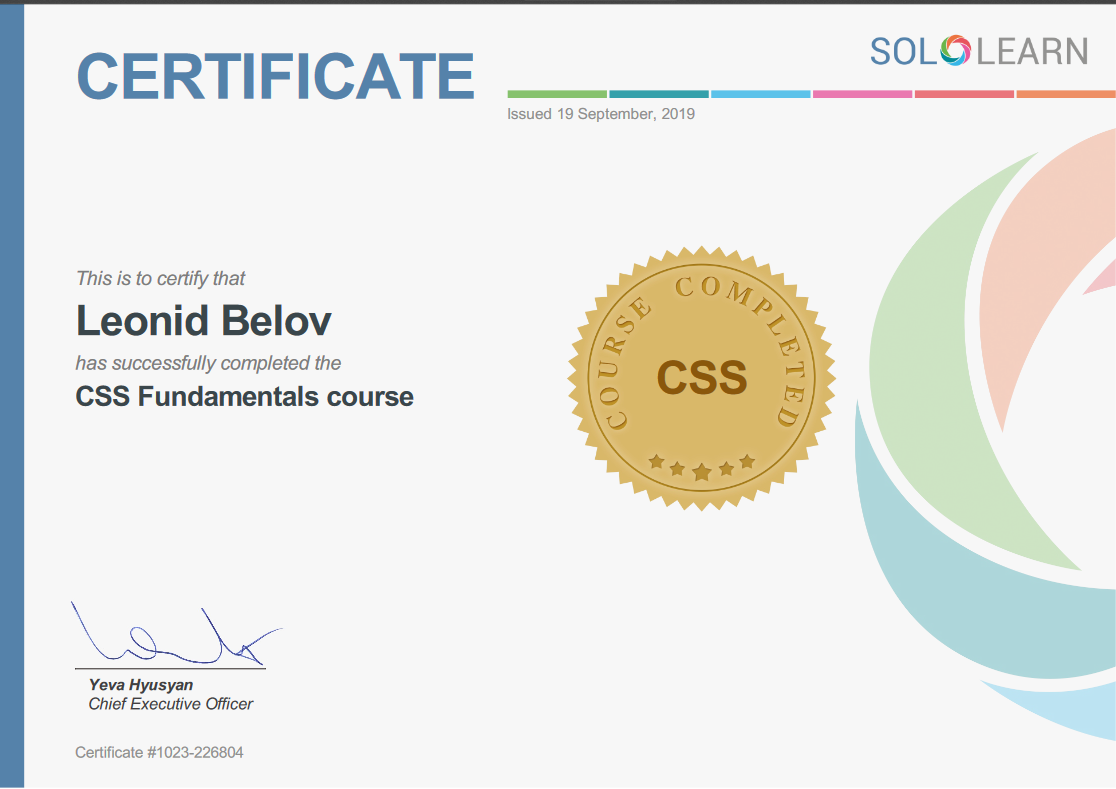 CERTIFICATE
SOLOLEARN
Issued 19 September, 2019
This is to certify that
Leonid Belov
has successfully completed the
CSS Fundamentals course
COURSE COMPLETED
CSS
Yeva Hyusyan
Chief Executive Officer
Certificate #1023-226804